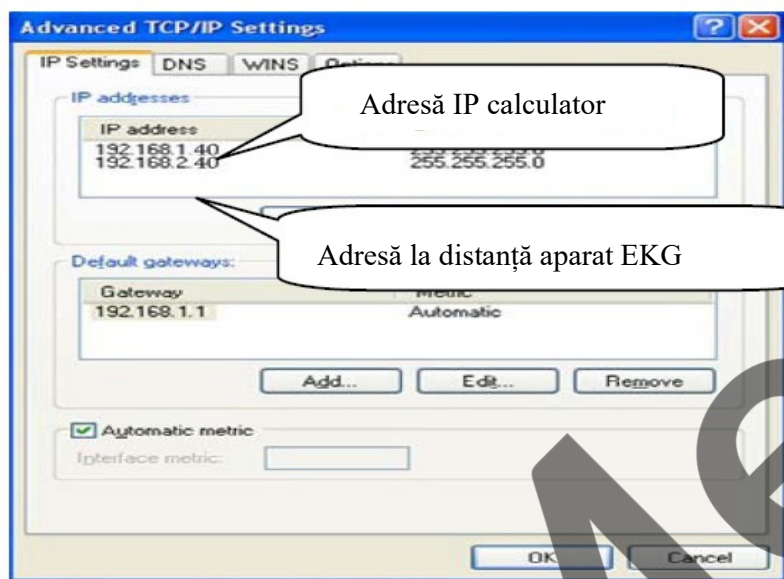 Advanced TCP/IP Settings
IP Settings DNS WINS
IP addresses
Adresă IP calculator
IP address
192.168.1.40
192.168.2.40 255.255.255.0
Adresă la distanță aparat EKG
Default gateways:
Gateway Metric
192.168.1.1 Automatic
Add... Edit... Remove
Automatic metric
Interface metric:
OK Cancel